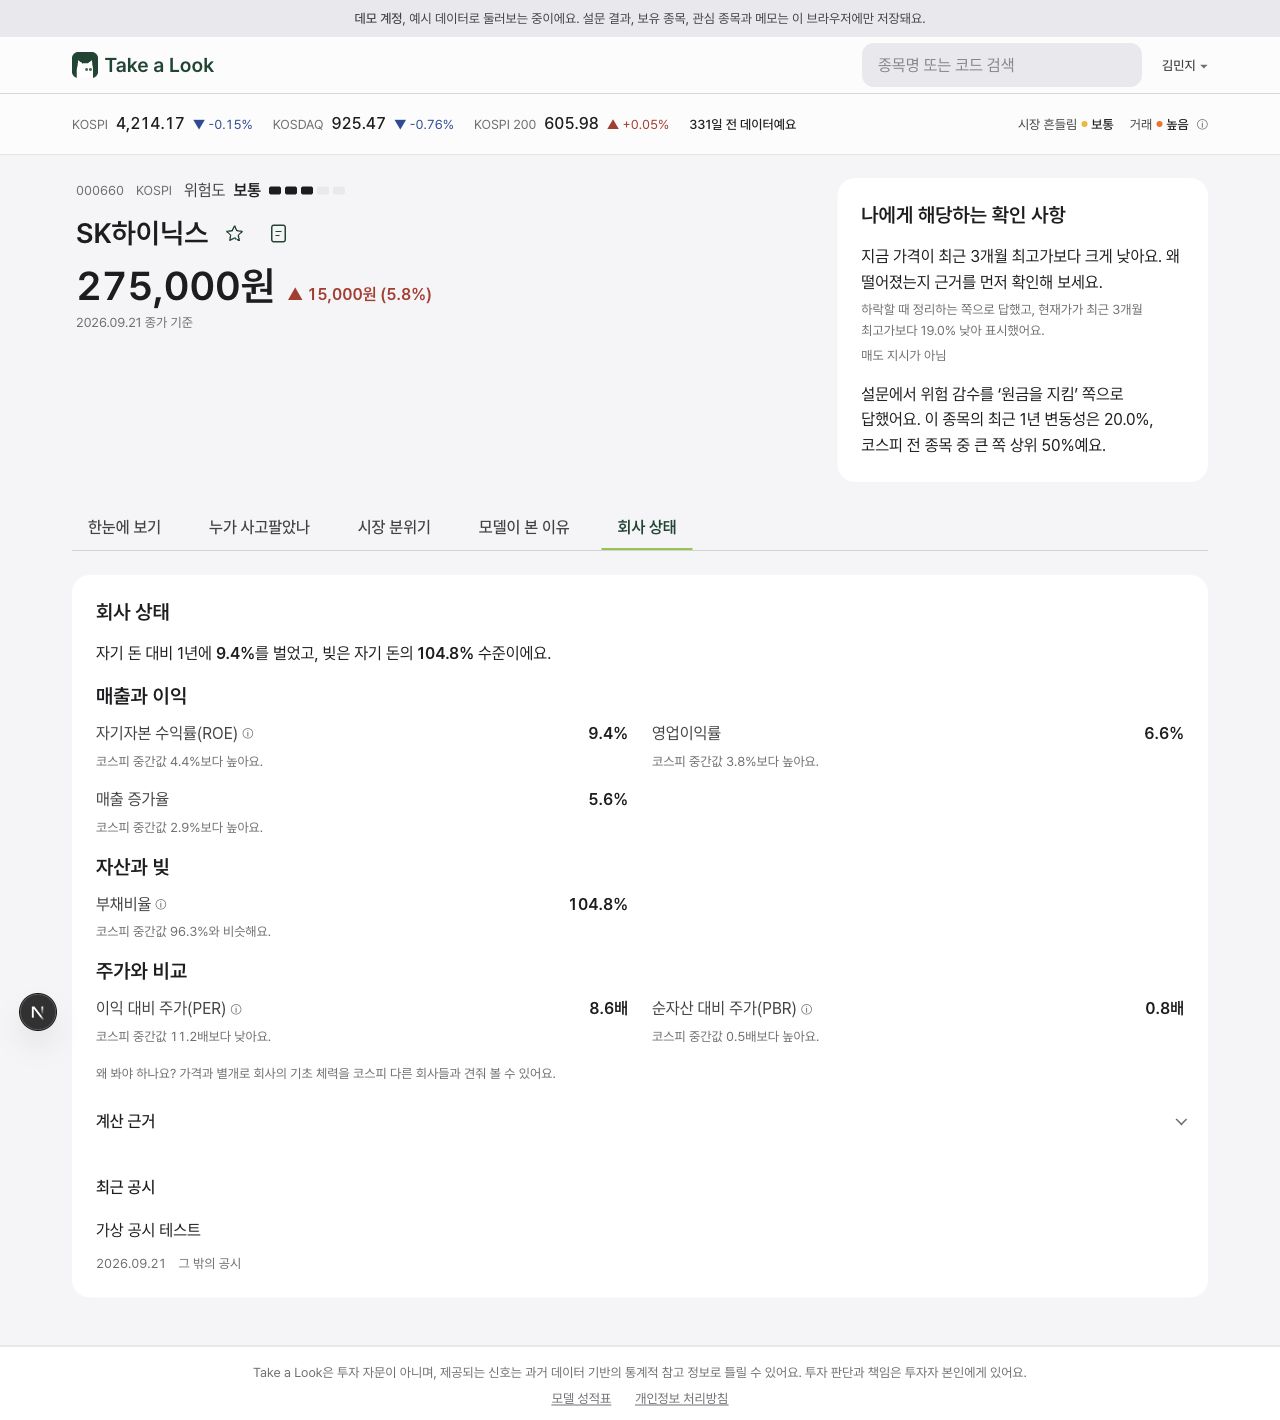 데모 계정, 예시 데이터로 둘러보는 중이에요. 설문 결과, 보유 종목, 관심 종목과 메모는 이 브라우저에만 저장돼요.
Take a Look
종목명 또는 코드 검색
김민지
KOSPI 4,214.17 ▼ -0.15% KOSDAQ 925.47 ▼ -0.76% KOSPI 200 605.98 ▲ +0.05% 331일 전 데이터예요
시장 흔들림 보통 거래 높음 ⓘ
000660 KOSPI 위험도 보통
SK하이닉스
275,000원 ▲ 15,000원 (5.8%)
2026.09.21 종가 기준
나에게 해당하는 확인 사항
지금 가격이 최근 3개월 최고가보다 크게 낮아요. 왜
떨어졌는지 근거를 먼저 확인해 보세요.
하락할 때 정리하는 쪽으로 답했고, 현재가가 최근 3개월
최고가보다 19.0% 낮아 표시했어요.
매도 지시가 아님
설문에서 위험 감수를 ‘원금을 지킴’ 쪽으로
답했어요. 이 종목의 최근 1년 변동성은 20.0%,
코스피 전 종목 중 큰 쪽 상위 50%예요.
한눈에 보기 누가 사고팔았나 시장 분위기 모델이 본 이유 회사 상태
회사 상태
자기 돈 대비 1년에 9.4%를 벌었고, 빚은 자기 돈의 104.8% 수준이에요.
매출과 이익
자기자본 수익률(ROE) ⓘ 9.4% 영업이익률 6.6%
코스피 중간값 4.4%보다 높아요. 코스피 중간값 3.8%보다 높아요.
매출 증가율 5.6%
코스피 중간값 2.9%보다 높아요.
자산과 빚
부채비율 ⓘ 104.8%
코스피 중간값 96.3%와 비슷해요.
주가와 비교
이익 대비 주가(PER) ⓘ 8.6배 순자산 대비 주가(PBR) ⓘ 0.8배
코스피 중간값 11.2배보다 낮아요. 코스피 중간값 0.5배보다 높아요.
왜 봐야 하나요? 가격과 별개로 회사의 기초 체력을 코스피 다른 회사들과 견줘 볼 수 있어요.
계산 근거
최근 공시
가상 공시 테스트
2026.09.21 그 밖의 공시
N
Take a Look은 투자 자문이 아니며, 제공되는 신호는 과거 데이터 기반의 통계적 참고 정보로 틀릴 수 있어요. 투자 판단과 책임은 투자자 본인에게 있어요.
모델 성적표 개인정보 처리방침